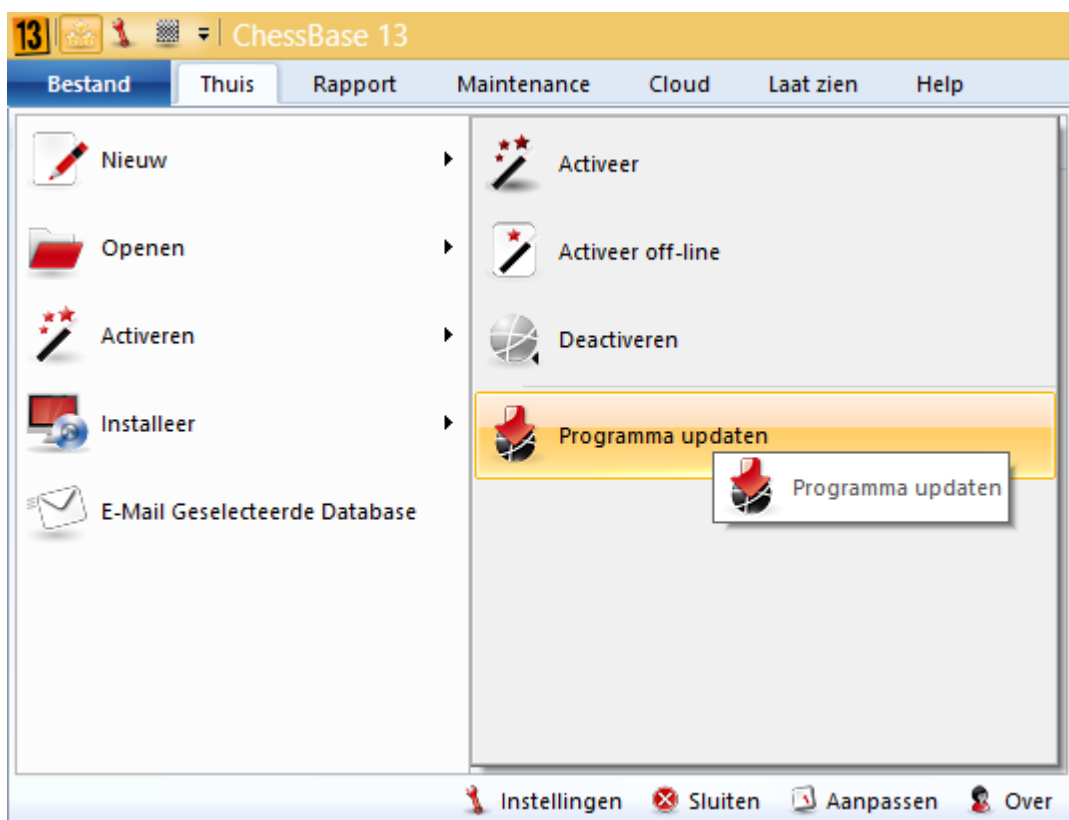 13 ChessBase 13
Bestand Thuis Rapport Maintenance Cloud Laat zien Help
Nieuw
Openen
Activeren
Installeer
E-Mail Geselecteerde Database
Activeer
Activeer off-line
Deactiveren
Programma updaten
Programma updaten
Instellingen Sluiten Aanpassen Over